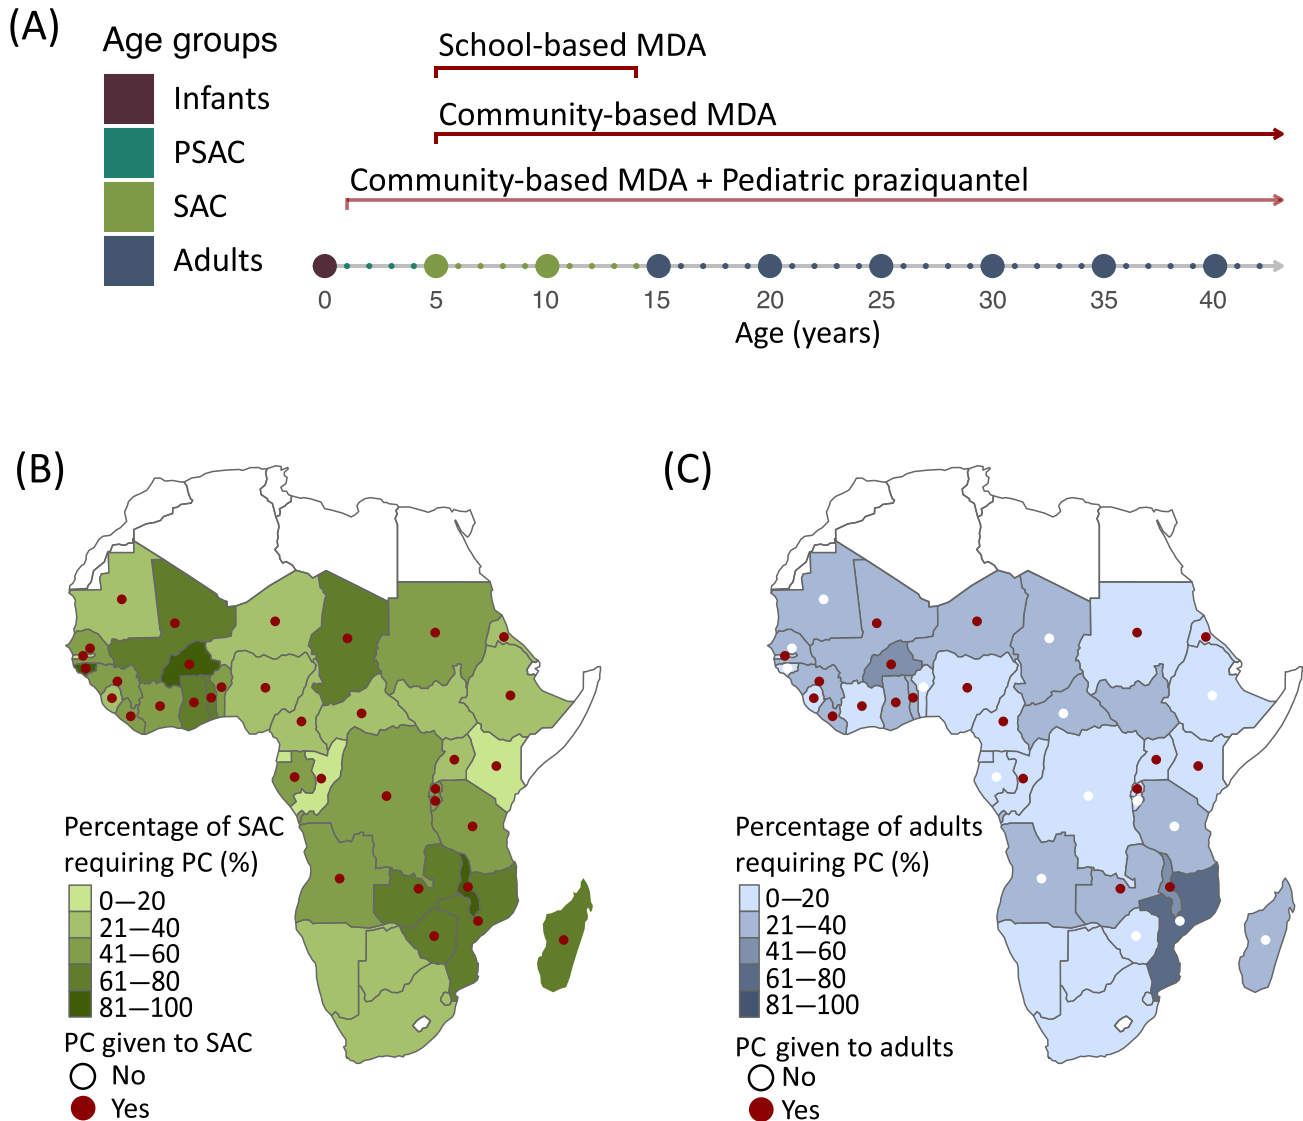 (A)
Age groups
Infants
PSAC
SAC
Adults
School-based MDA
Community-based MDA
Community-based MDA + Pediatric praziquantel
0 5 10 15 20 25 30 35 40
Age (years)
(B)
Percentage of SAC
requiring PC (%)
0—20
21—40
41—60
61—80
81—100
PC given to SAC
No
Yes
(C)
Percentage of adults
requiring PC (%)
0—20
21—40
41—60
61—80
81—100
PC given to adults
No
Yes